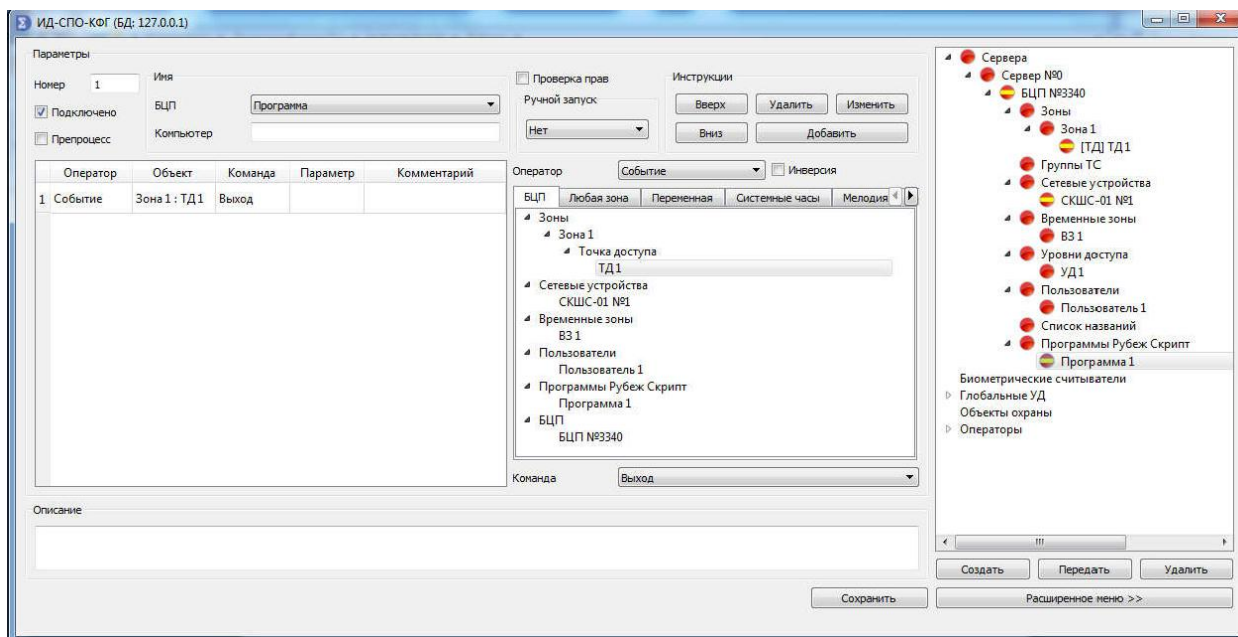 ИД-СПО-КФГ (БД: 127.0.0.1)
Параметры
Номер 1
Подключено
Препроцесс
Имя
БЦП Программа
Компьютер
Проверка прав
Ручной запуск
Нет
Инструкции
Вверх Удалить Изменить
Вниз Добавить
Оператор Объект Команда Параметр Комментарий
1 Событие Зона 1 : ТД 1 Выход
Оператор Событие Инверсия
БЦП Любая зона Переменная Системные часы Мелодия
Зоны
Зона 1
Точка доступа
ТД 1
Сетевые устройства
СКШС-01 №1
Временные зоны
ВЗ 1
Пользователи
Пользователь 1
Программы Рубеж Скрипт
Программа 1
БЦП
БЦП №3340
Команда Выход
Описание
Сохранить
Сервера
Сервер №0
БЦП №3340
Зоны
Зона 1
[ТД] ТД 1
Группы ТС
Сетевые устройства
СКШС-01 №1
Временные зоны
ВЗ 1
Уровни доступа
УД 1
Пользователи
Пользователь 1
Список названий
Программы Рубеж Скрипт
Программа 1
Биометрические считыватели
Глобальные УД
Объекты охраны
Операторы
Создать Передать Удалить
Расширенное меню >>